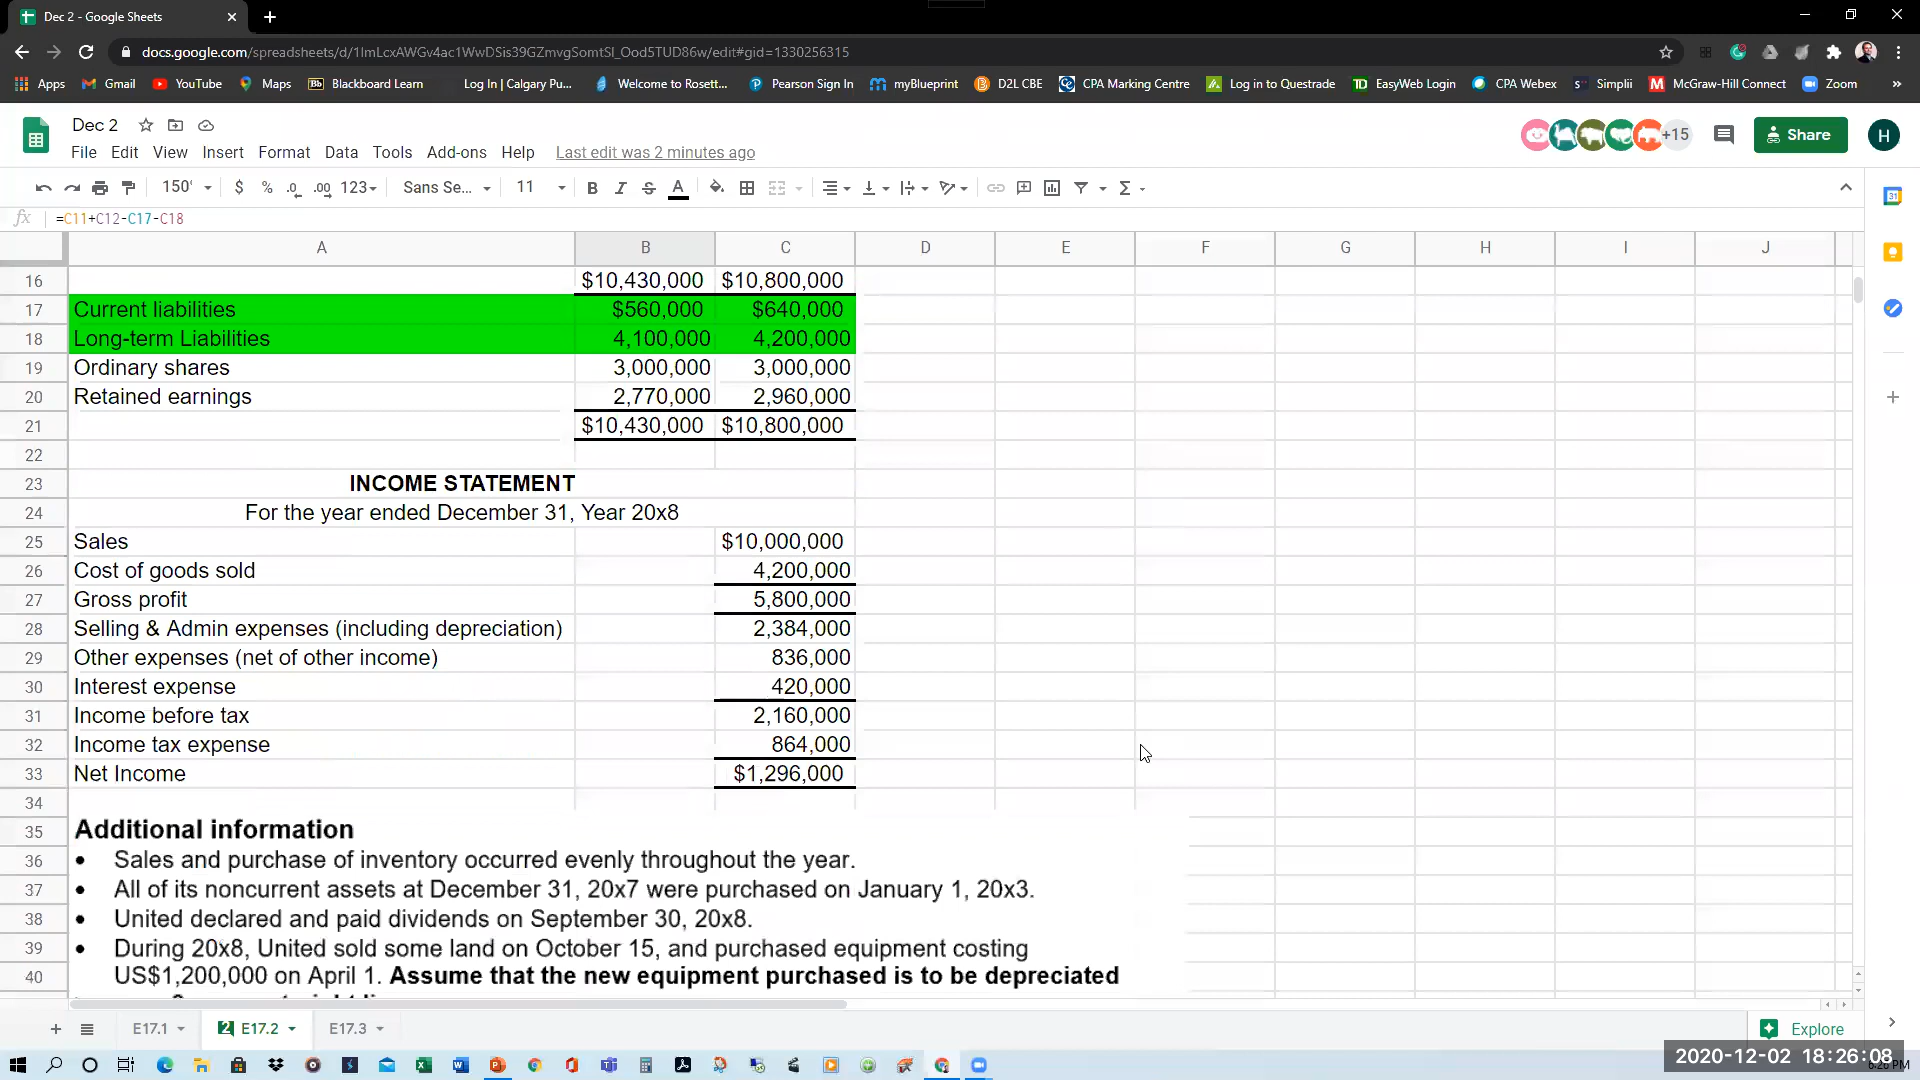 Dec 2 - Google Sheets
docs.google.com/spreadsheets/d/1ImLcxAWGv4ac1WwDSis39GZmvgSomtSl_Ood5TUD86w/edit#gid=1330256315
Apps Gmail YouTube Maps Bb Blackboard Learn Log In | Calgary Pu... Welcome to Rosett... Pearson Sign In myBlueprint D2L CBE CPA Marking Centre Log in to Questrade TD EasyWeb Login CPA Webex Simplii M McGraw-Hill Connect Zoom »
Dec 2
+15 Share H
File Edit View Insert Format Data Tools Add-ons Help Last edit was 2 minutes ago
150% $ % .0 .00 123 Sans Se... 11 B I S A Σ
fx =C11+C12-C17-C18
A B C D E F G H I J
16 $10,430,000 $10,800,000
17 Current liabilities $560,000 $640,000
18 Long-term Liabilities 4,100,000 4,200,000
19 Ordinary shares 3,000,000 3,000,000
20 Retained earnings 2,770,000 2,960,000
21 $10,430,000 $10,800,000
22
23 INCOME STATEMENT
24 For the year ended December 31, Year 20x8
25 Sales $10,000,000
26 Cost of goods sold 4,200,000
27 Gross profit 5,800,000
28 Selling & Admin expenses (including depreciation) 2,384,000
29 Other expenses (net of other income) 836,000
30 Interest expense 420,000
31 Income before tax 2,160,000
32 Income tax expense 864,000
33 Net Income $1,296,000
34
35 Additional information
36 • Sales and purchase of inventory occurred evenly throughout the year.
37 • All of its noncurrent assets at December 31, 20x7 were purchased on January 1, 20x3.
38 • United declared and paid dividends on September 30, 20x8.
39 • During 20x8, United sold some land on October 15, and purchased equipment costing
40 US$1,200,000 on April 1. Assume that the new equipment purchased is to be depreciated
+ E17.1 2 E17.2 E17.3 Explore
2020-12-02 18:26:08